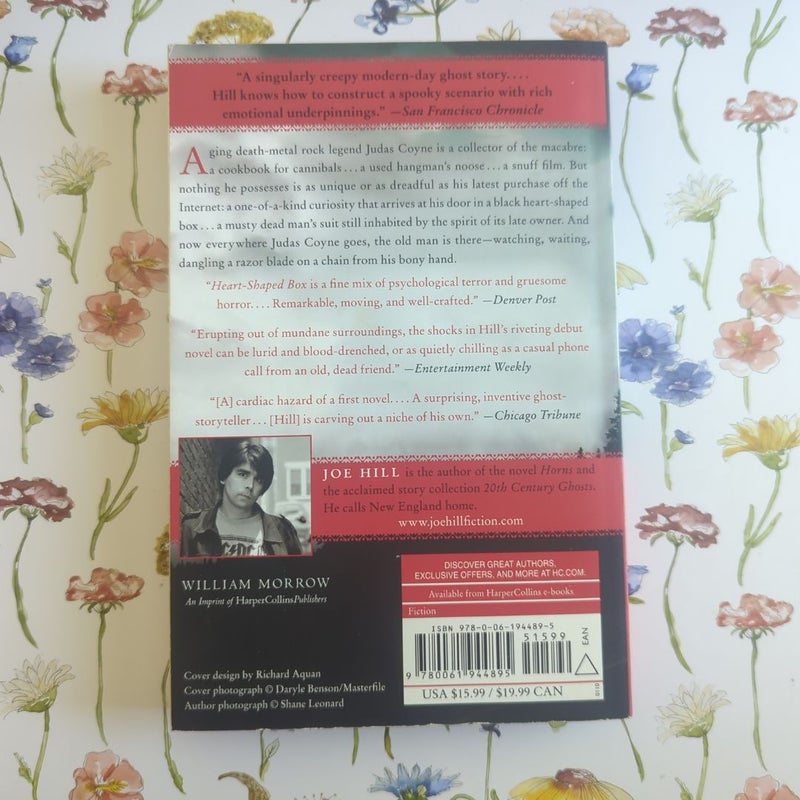 “A singularly creepy modern-day ghost story. . . .
Hill knows how to construct a spooky scenario with rich
emotional underpinnings.” —San Francisco Chronicle
Aging death-metal rock legend Judas Coyne is a collector of the macabre:
a cookbook for cannibals . . . a used hangman’s noose . . . a snuff film. But
nothing he possesses is as unique or as dreadful as his latest purchase off the
Internet: a one-of-a-kind curiosity that arrives at his door in a black heart-shaped
box . . . a musty dead man’s suit still inhabited by the spirit of its late owner. And
now everywhere Judas Coyne goes, the old man is there—watching, waiting,
dangling a razor blade on a chain from his bony hand.
“Heart-Shaped Box is a fine mix of psychological terror and gruesome
horror. . . . Remarkable, moving, and well-crafted.” —Denver Post
“Erupting out of mundane surroundings, the shocks in Hill’s riveting debut
novel can be lurid and blood-drenched, or as quietly chilling as a casual phone
call from an old, dead friend.” —Entertainment Weekly
“[A] cardiac hazard of a first novel. . . . A surprising, inventive ghost-
storyteller . . . [Hill] is carving out a niche of his own.” —Chicago Tribune
JOE HILL is the author of the novel Horns and
the acclaimed story collection 20th Century Ghosts.
He calls New England home.
www.joehillfiction.com
AC/DC
WILLIAM MORROW
An Imprint of HarperCollinsPublishers
Cover design by Richard Aquan
Cover photograph © Daryle Benson/Masterfile
Author photograph © Shane Leonard
DISCOVER GREAT AUTHORS,
EXCLUSIVE OFFERS, AND MORE AT HC.COM.
Available from HarperCollins e-books
Fiction
ISBN 978-0-06-194489-5
51599
EAN
9 780061 944895
0110
USA $15.99 / $19.99 CAN